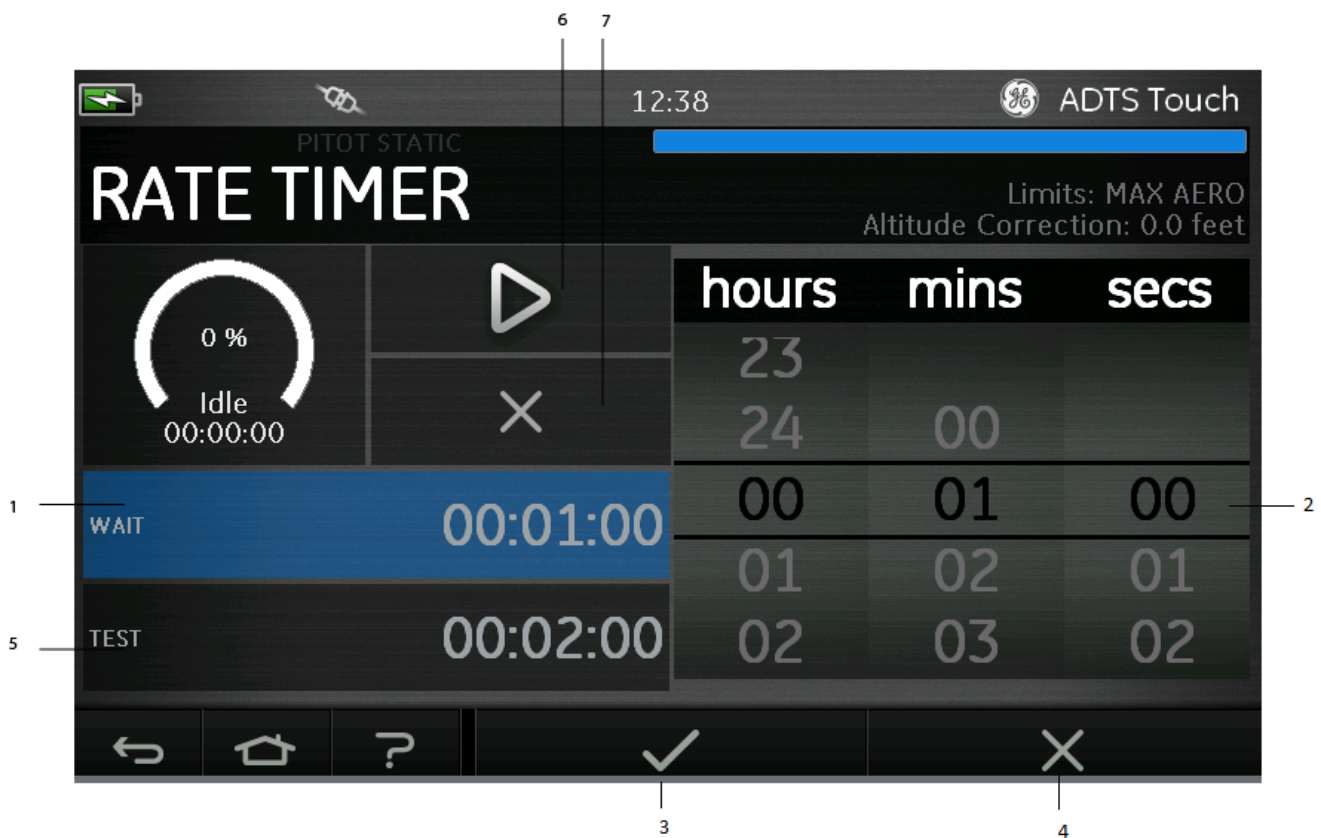 6 7
12:38 ADTS Touch
PITOT STATIC
RATE TIMER
Limits: MAX AERO
Altitude Correction: 0.0 feet
0 %
Idle
00:00:00
hours mins secs
23
24 00
00 01 00
01 02 01
02 03 02
1
WAIT 00:01:00
2
5
TEST 00:02:00
3
4